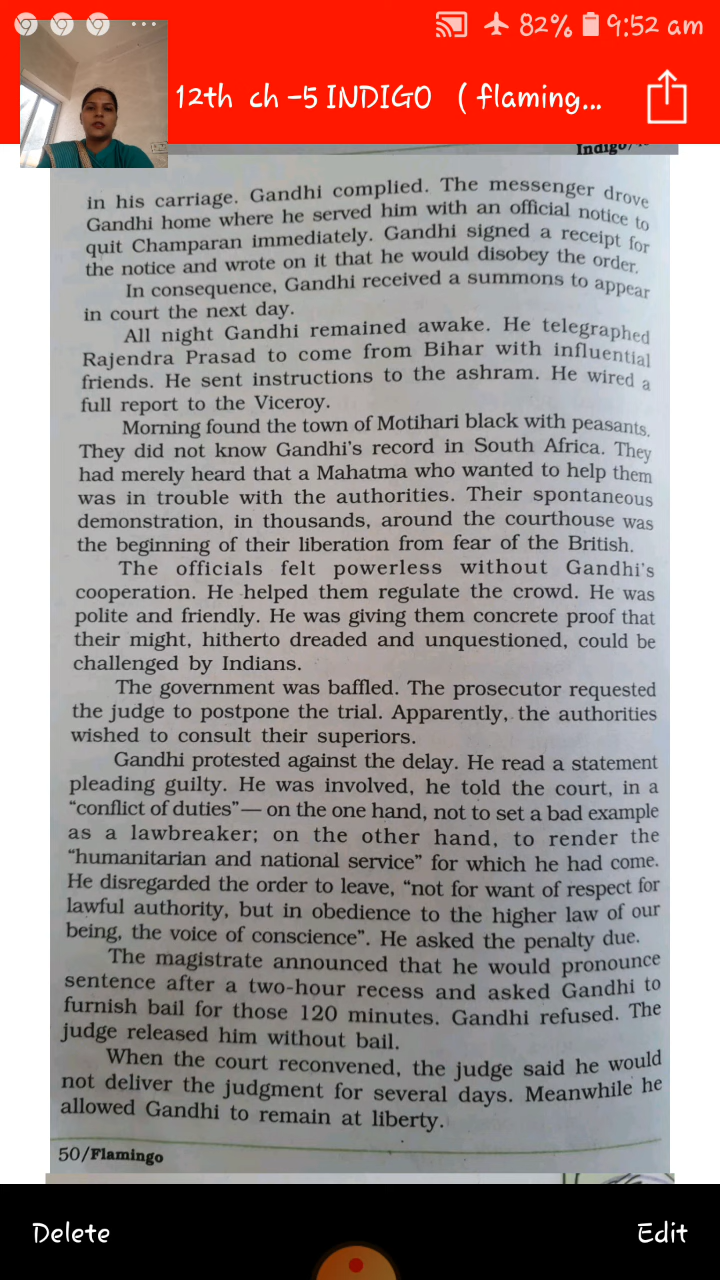 82% 9:52 am
12th ch -5 INDIGO ( flaming...
Indigo/
in his carriage. Gandhi complied. The messenger drove
Gandhi home where he served him with an official notice to
quit Champaran immediately. Gandhi signed a receipt for
the notice and wrote on it that he would disobey the order.
In consequence, Gandhi received a summons to appear
in court the next day.
All night Gandhi remained awake. He telegraphed
Rajendra Prasad to come from Bihar with influential
friends. He sent instructions to the ashram. He wired a
full report to the Viceroy.
Morning found the town of Motihari black with peasants.
They did not know Gandhi's record in South Africa. They
had merely heard that a Mahatma who wanted to help them
was in trouble with the authorities. Their spontaneous
demonstration, in thousands, around the courthouse was
the beginning of their liberation from fear of the British.
The officials felt powerless without Gandhi's
cooperation. He helped them regulate the crowd. He was
polite and friendly. He was giving them concrete proof that
their might, hitherto dreaded and unquestioned, could be
challenged by Indians.
The government was baffled. The prosecutor requested
the judge to postpone the trial. Apparently, the authorities
wished to consult their superiors.
Gandhi protested against the delay. He read a statement
pleading guilty. He was involved, he told the court, in a
“conflict of duties”— on the one hand, not to set a bad example
as a lawbreaker; on the other hand, to render the
“humanitarian and national service” for which he had come.
He disregarded the order to leave, “not for want of respect for
lawful authority, but in obedience to the higher law of our
being, the voice of conscience”. He asked the penalty due.
The magistrate announced that he would pronounce
sentence after a two-hour recess and asked Gandhi to
furnish bail for those 120 minutes. Gandhi refused. The
judge released him without bail.
When the court reconvened, the judge said he would
not deliver the judgment for several days. Meanwhile he
allowed Gandhi to remain at liberty.
50/Flamingo
Delete
Edit